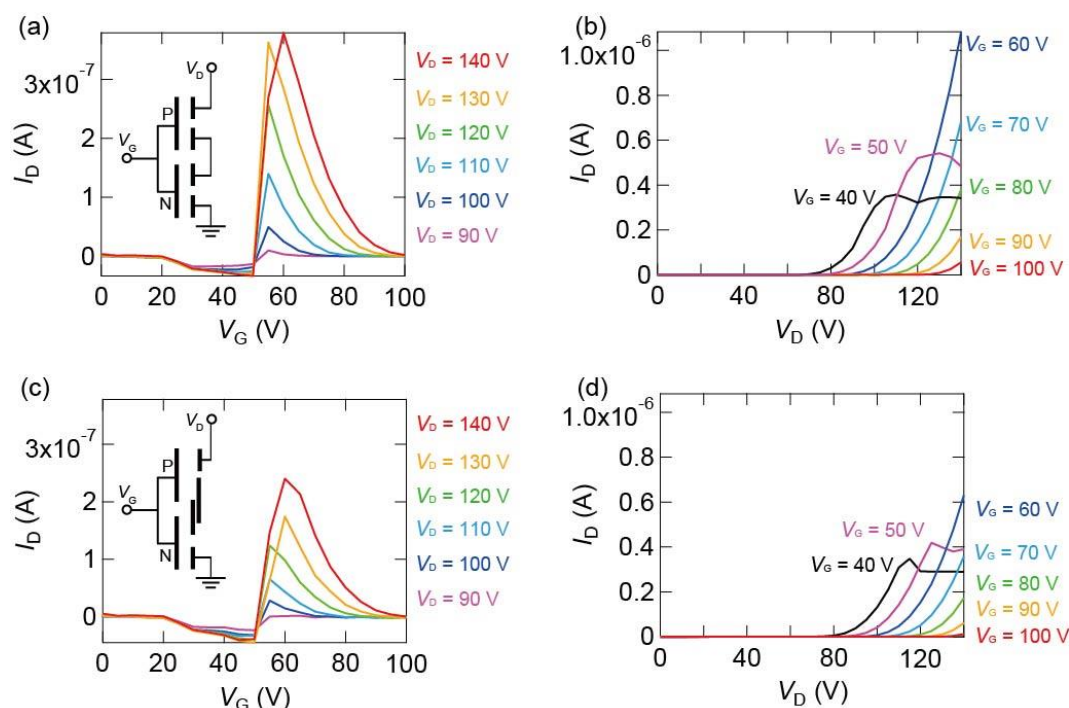 (a)
3x10⁻⁷
2
1
0
I_D (A)
0 20 40 60 80 100
V_G (V)
V_D
P
V_G
N
V_D = 140 V
V_D = 130 V
V_D = 120 V
V_D = 110 V
V_D = 100 V
V_D = 90 V
(b)
1.0x10⁻⁶
0.8
0.6
0.4
0.2
0
I_D (A)
0 40 80 120
V_D (V)
V_G = 60 V
V_G = 70 V
V_G = 50 V
V_G = 80 V
V_G = 40 V
V_G = 90 V
V_G = 100 V
(c)
3x10⁻⁷
2
1
0
I_D (A)
0 20 40 60 80 100
V_G (V)
V_D
P
V_G
N
V_D = 140 V
V_D = 130 V
V_D = 120 V
V_D = 110 V
V_D = 100 V
V_D = 90 V
(d)
1.0x10⁻⁶
0.8
0.6
0.4
0.2
0
I_D (A)
0 40 80 120
V_D (V)
V_G = 60 V
V_G = 50 V
V_G = 70 V
V_G = 40 V
V_G = 80 V
V_G = 90 V
V_G = 100 V